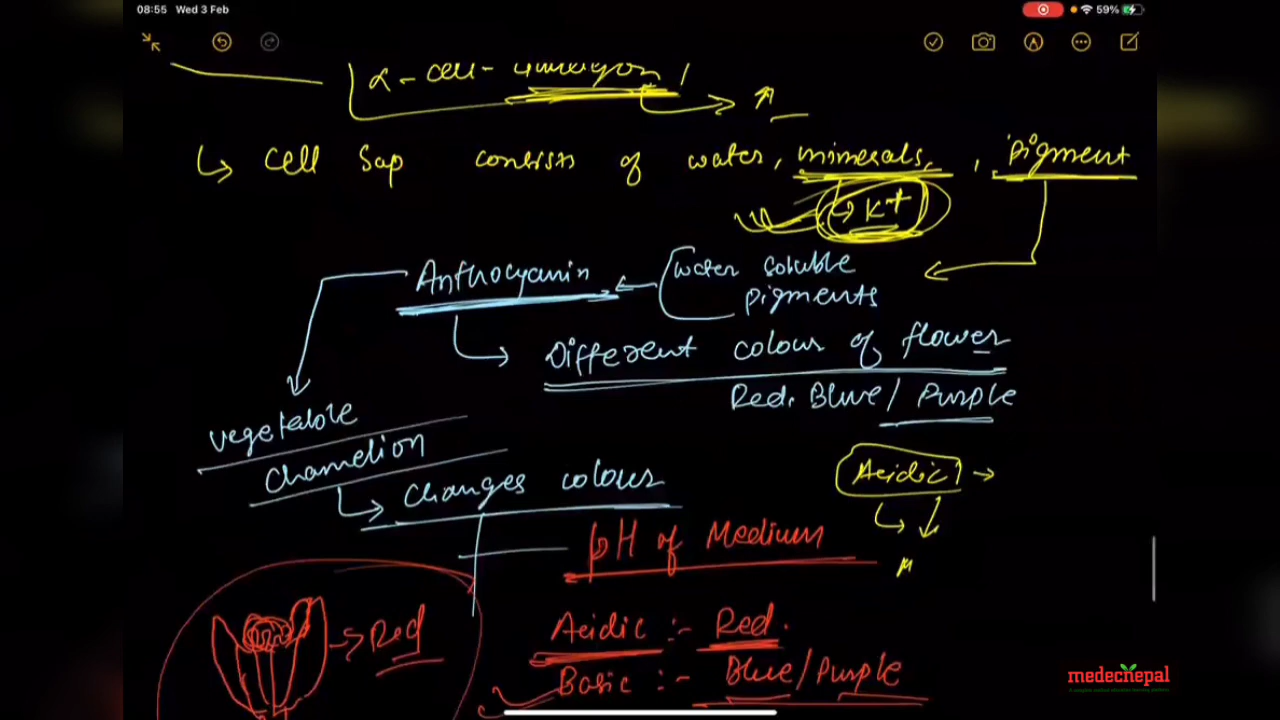 08:55 Wed 3 Feb 59%
α - cell -
↳ Cell Sap consists of water, minerals, , pigment
→ K+
Anthocyanin ← water soluble
pigments
↳ Different colour of flower
Red. Blue/ Purple
vegetable
Chamelion
↳ Changes colour
Acidic →
pH of Medium
→ Red
Acidic :- Red.
Basic :- Blue/Purple
medecnepal